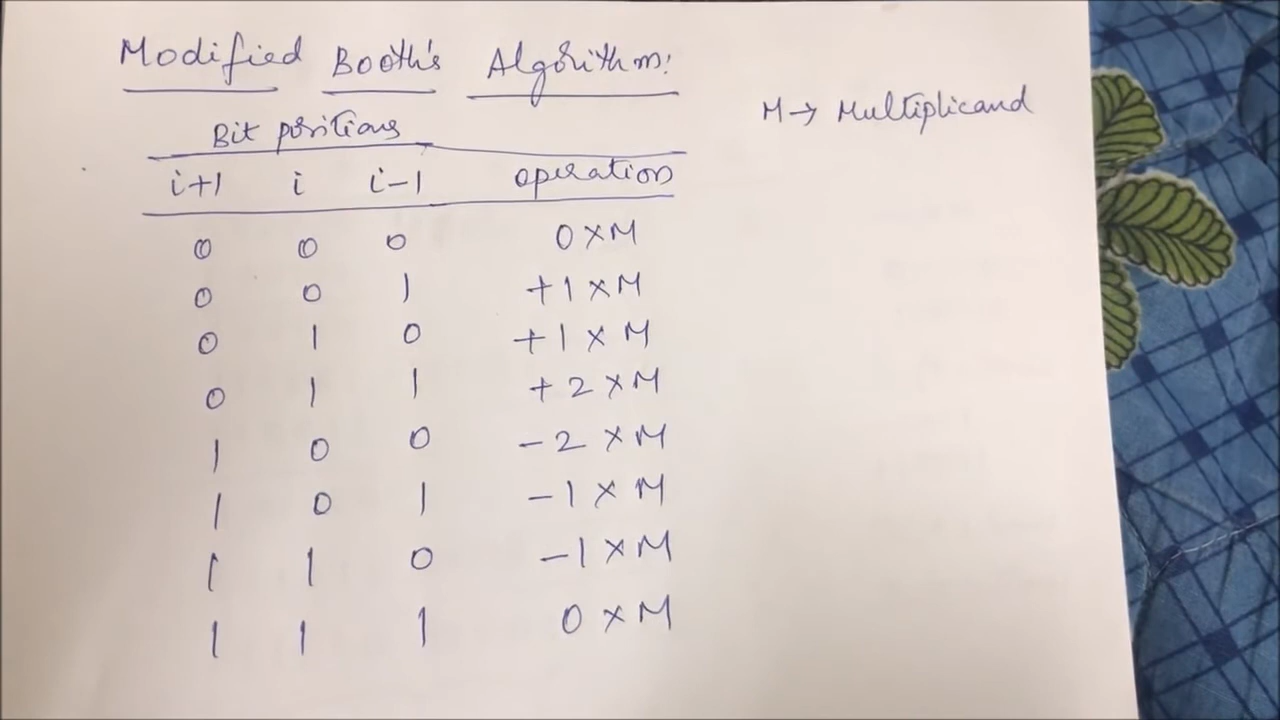 Modified Booth's Algorithm:
M → Multiplicand
Bit positions
i+1 i i-1 operation
0 0 0 0 × M
0 0 1 +1 × M
0 1 0 +1 × M
0 1 1 +2 × M
1 0 0 -2 × M
1 0 1 -1 × M
1 1 0 -1 × M
1 1 1 0 × M